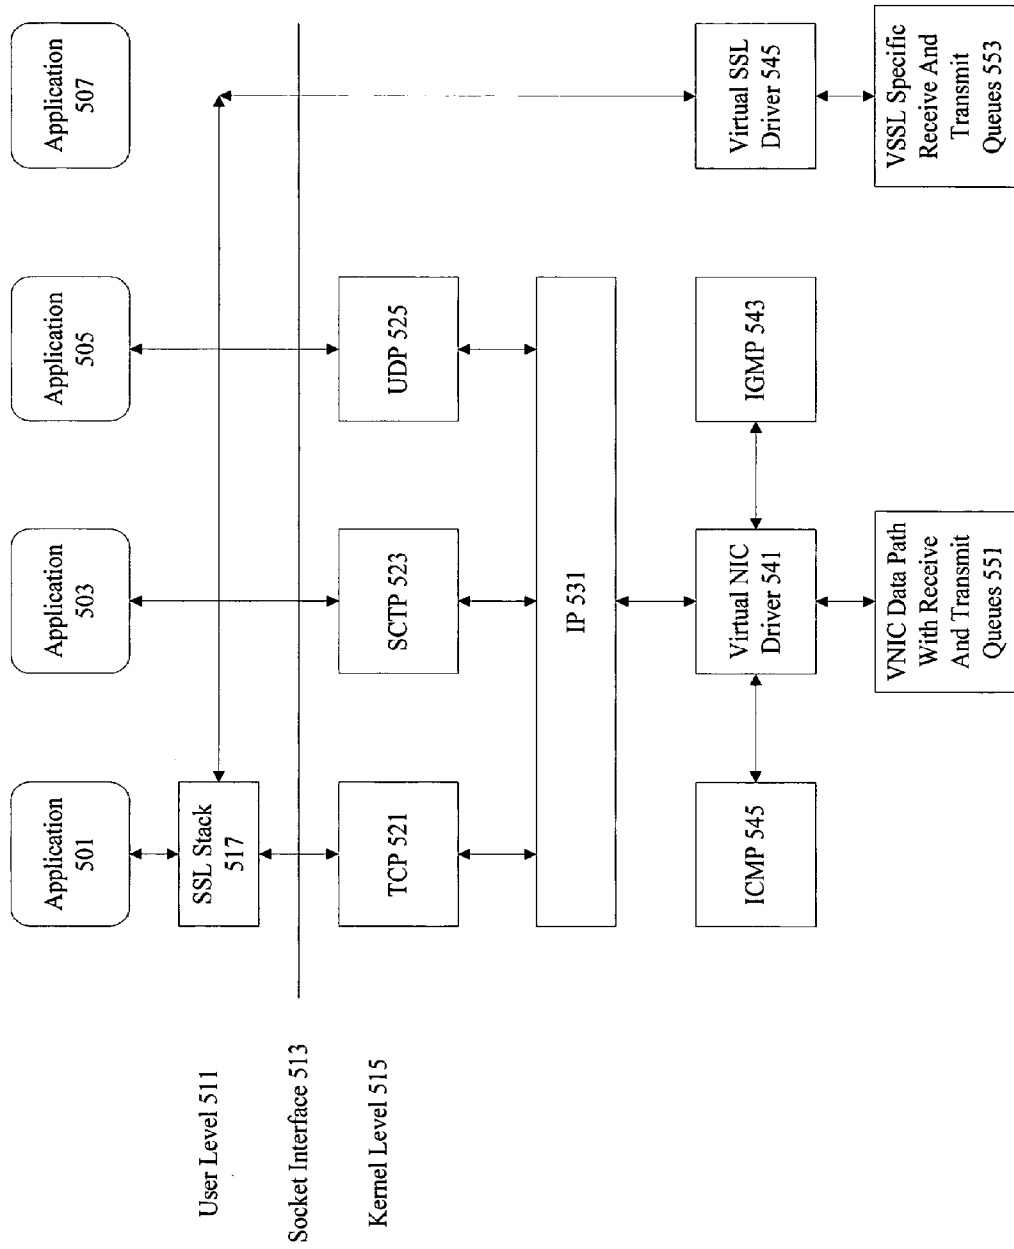 Application
501
Application
503
Application
505
Application
507
User Level 511
SSL Stack
517
Socket Interface 513
Kernel Level 515
TCP 521
SCTP 523
UDP 525
IP 531
ICMP 545
Virtual NIC
Driver 541
IGMP 543
Virtual SSL
Driver 545
VNIC Data Path
With Receive
And Transmit
Queues 551
VSSL Specific
Receive And
Transmit
Queues 553